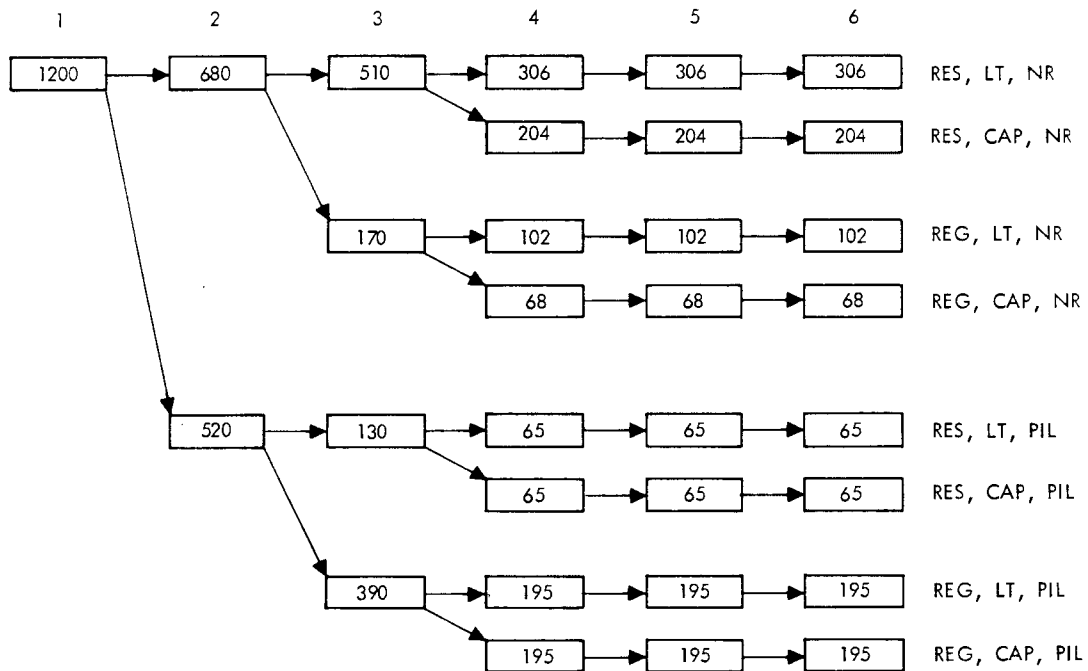 1 2 3 4 5 6
1200 680 510 306 306 306 RES, LT, NR
204 204 204 RES, CAP, NR
170 102 102 102 REG, LT, NR
68 68 68 REG, CAP, NR
520 130 65 65 65 RES, LT, PIL
65 65 65 RES, CAP, PIL
390 195 195 195 REG, LT, PIL
195 195 195 REG, CAP, PIL